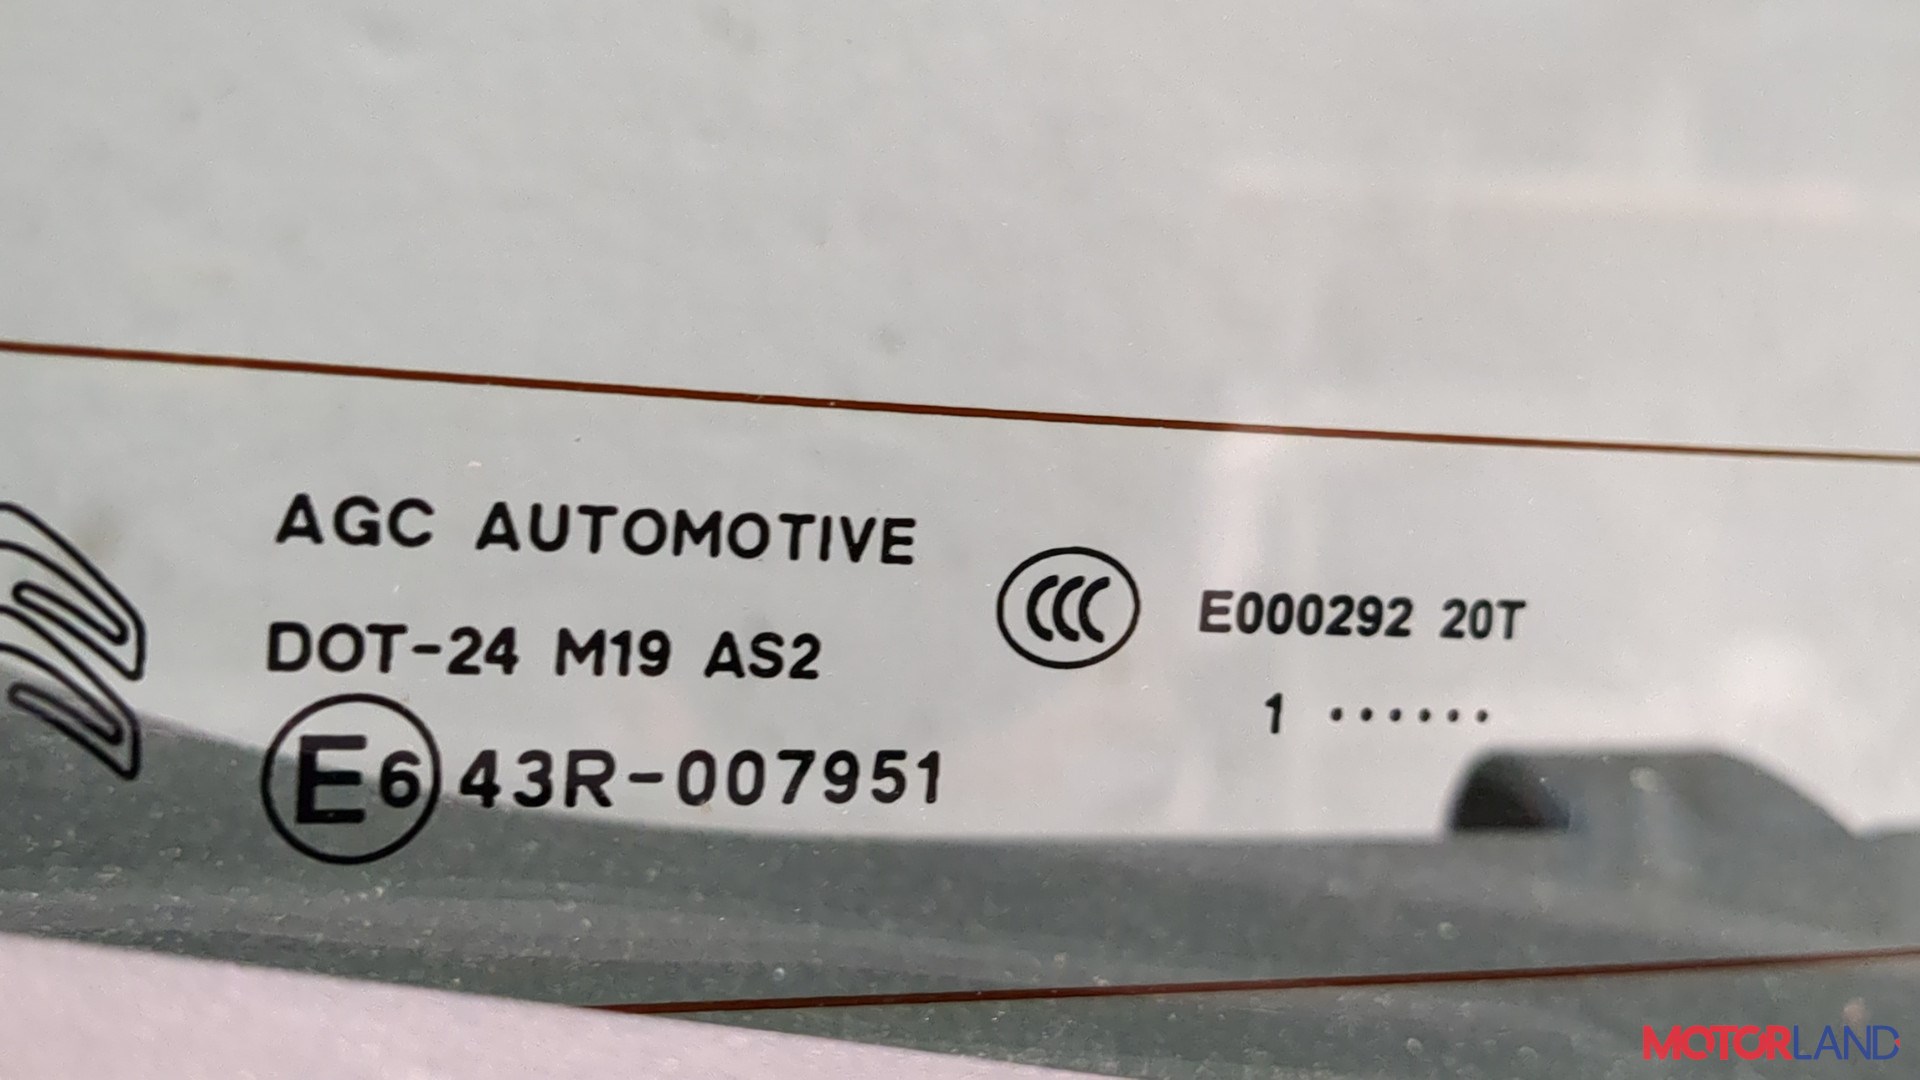 AGC AUTOMOTIVE
DOT-24 M19 AS2
E6 43R-007951
CCC E000292 20T
1 ······
MOTORLAND